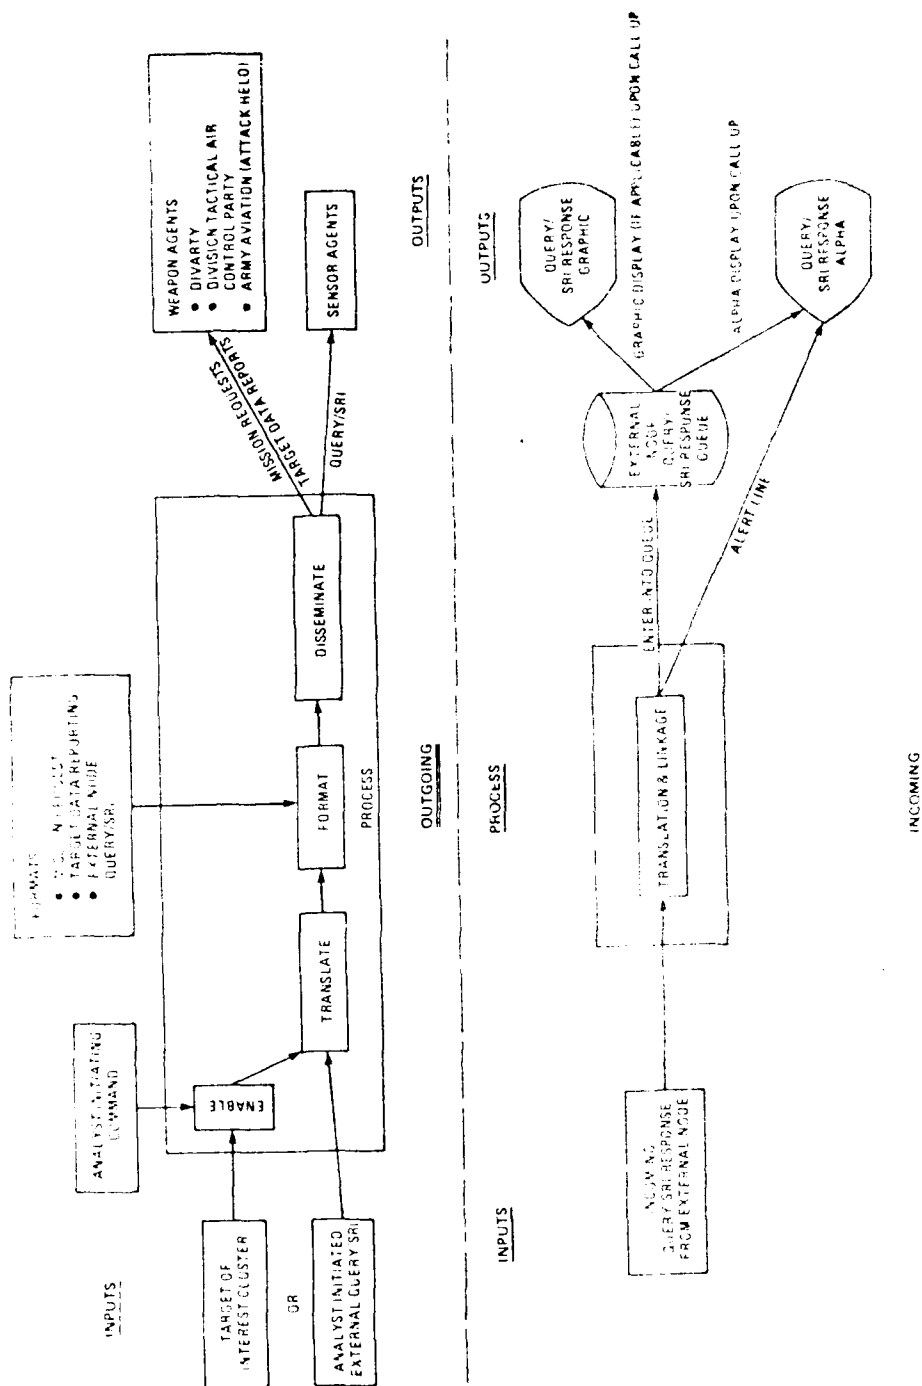 INPUTS
ANALYST INITIATING
COMMAND
FORMATS
● TARGET DATA REPORTING
● EXTERNAL NODE
QUERY/SRI
TARGET OF
INTEREST CLUSTER
OR
ANALYST INITIATED
EXTERNAL QUERY SRI
ENABLE
TRANSLATE
FORMAT
DISSEMINATE
PROCESS
MISSION REQUESTS
TARGET DATA REPORTS
QUERY/SRI
WEAPON AGENTS
● DIVARTY
● DIVISION TACTICAL AIR
CONTROL PARTY
● ARMY AVIATION (ATTACK HELO)
SENSOR AGENTS
OUTPUTS
OUTGOING
INPUTS
PROCESS
OUTPUTS
INCOMING
QUERY SRI RESPONSE
FROM EXTERNAL NODE
TRANSLATION & LINKAGE
ENTER INTO QUEUE
ALERT LINE
EXTERNAL
NODE
QUERY/
SRI RESPONSE
QUEUE
GRAPHIC DISPLAY (IF APPLICABLE) UPON CALL UP
ALPHA DISPLAY UPON CALL UP
QUERY/
SRI RESPONSE
GRAPHIC
QUERY/
SRI RESPONSE
ALPHA
INCOMING